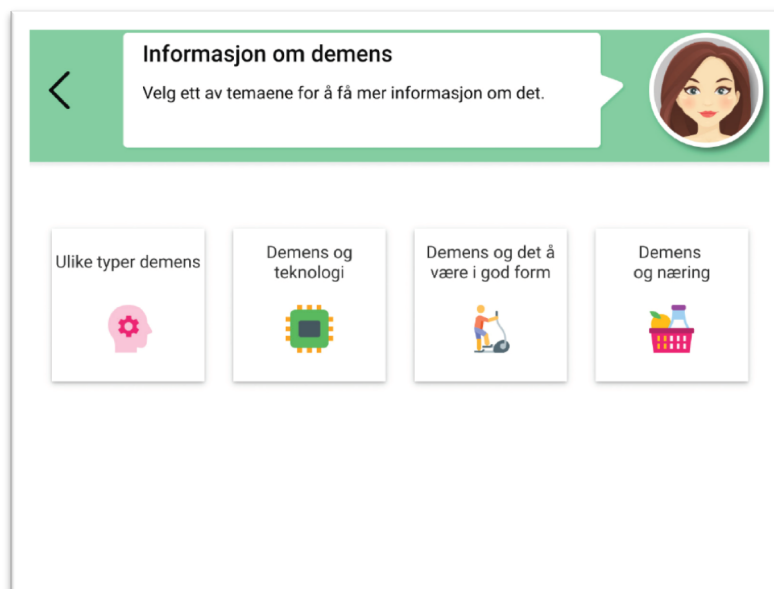 Informasjon om demens
Velg ett av temaene for å få mer informasjon om det.
Ulike typer demens
Demens og
teknologi
Demens og det å
være i god form
Demens
og næring